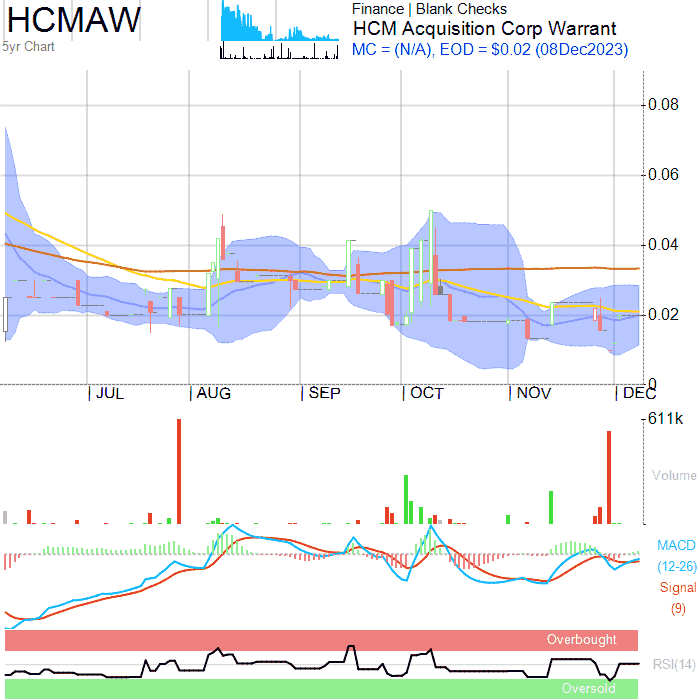 HCMAW
5yr Chart
Finance | Blank Checks
HCM Acquisition Corp Warrant
MC = (N/A), EOD = $0.02 (08Dec2023)
0.08
0.06
0.04
0.02
0
JUL AUG SEP OCT NOV DEC
611k
Volume
MACD
(12-26)
Signal
(9)
Overbought
RSI(14)
Oversold